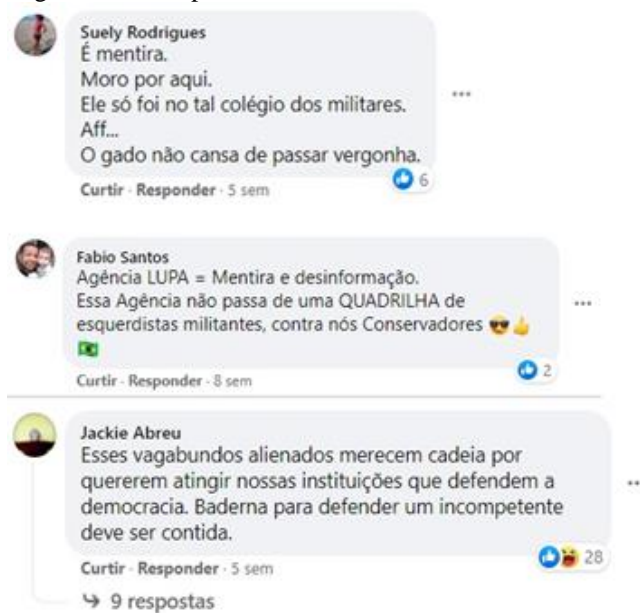 Suely Rodrigues
É mentira.
Moro por aqui.
Ele só foi no tal colégio dos militares.
Aff...
O gado não cansa de passar vergonha.
6
Curtir · Responder · 5 sem
Fabio Santos
Agência LUPA = Mentira e desinformação.
Essa Agência não passa de uma QUADRILHA de
esquerdistas militantes, contra nós Conservadores 😎👍
🇧🇷
2
Curtir · Responder · 8 sem
Jackie Abreu
Esses vagabundos alienados merecem cadeia por
quererem atingir nossas instituições que defendem a
democracia. Baderna para defender um incompetente
deve ser contida.
28
Curtir · Responder · 5 sem
↪ 9 respostas